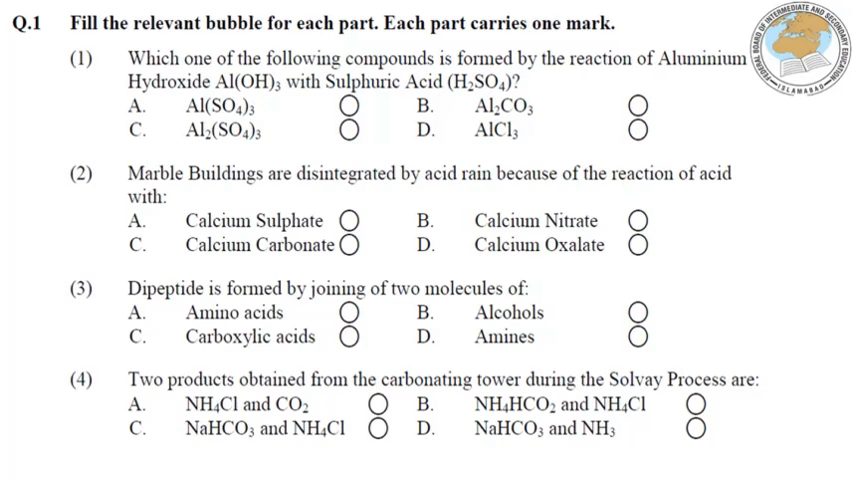 Q.1 Fill the relevant bubble for each part. Each part carries one mark.
(1) Which one of the following compounds is formed by the reaction of Aluminium
Hydroxide Al(OH)₃ with Sulphuric Acid (H₂SO₄)?
A. Al(SO₄)₃ B. Al₂CO₃
C. Al₂(SO₄)₃ D. AlCl₃
(2) Marble Buildings are disintegrated by acid rain because of the reaction of acid
with:
A. Calcium Sulphate B. Calcium Nitrate
C. Calcium Carbonate D. Calcium Oxalate
(3) Dipeptide is formed by joining of two molecules of:
A. Amino acids B. Alcohols
C. Carboxylic acids D. Amines
(4) Two products obtained from the carbonating tower during the Solvay Process are:
A. NH₄Cl and CO₂ B. NH₄HCO₂ and NH₄Cl
C. NaHCO₃ and NH₄Cl D. NaHCO₃ and NH₃
FEDERAL BOARD OF INTERMEDIATE AND SECONDARY EDUCATION
ISLAMABAD